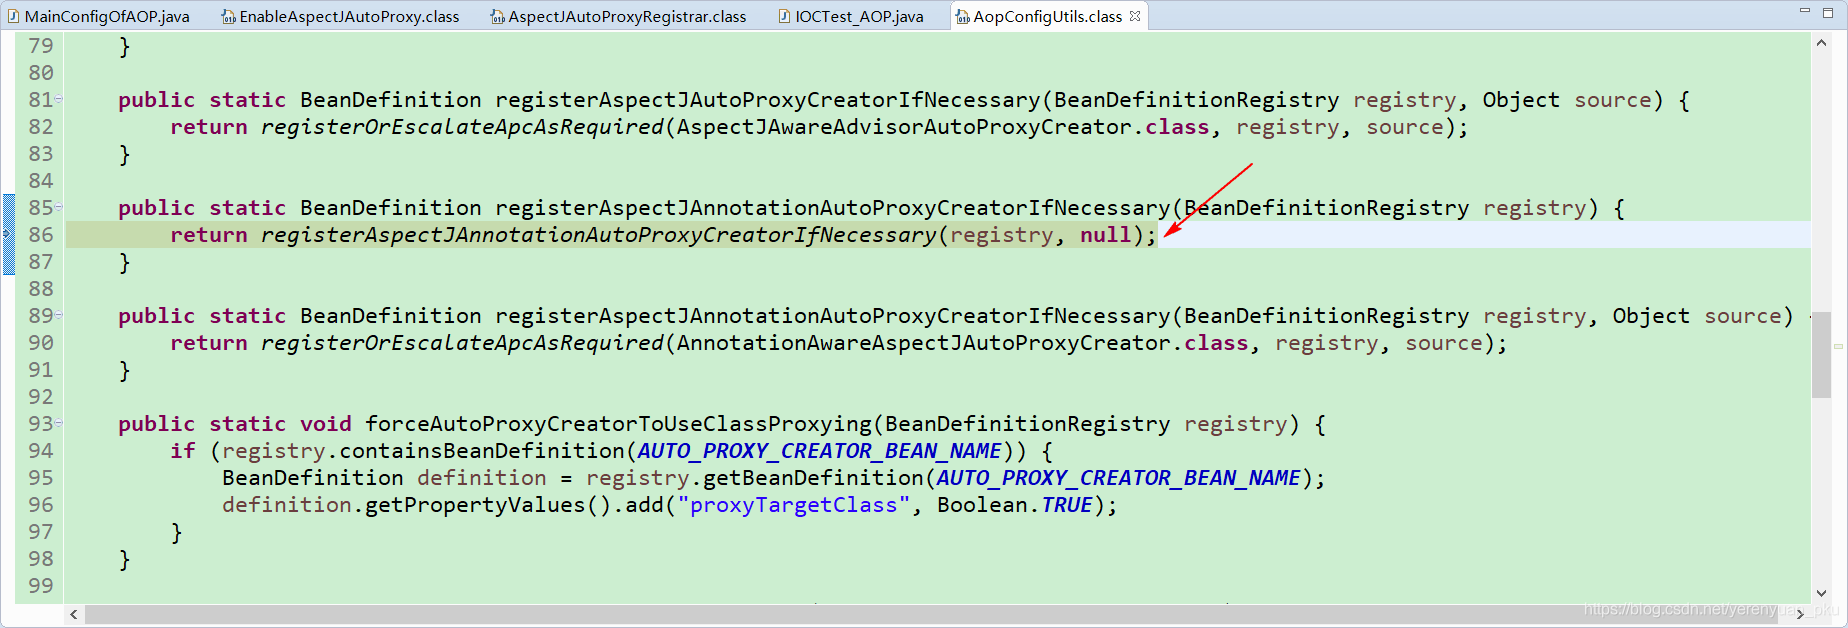 MainConfigOfAOP.java EnableAspectJAutoProxy.class AspectJAutoProxyRegistrar.class IOCTest_AOP.java AopConfigUtils.class
79 }
80
81 public static BeanDefinition registerAspectJAutoProxyCreatorIfNecessary(BeanDefinitionRegistry registry, Object source) {
82 return registerOrEscalateApcAsRequired(AspectJAwareAdvisorAutoProxyCreator.class, registry, source);
83 }
84
85 public static BeanDefinition registerAspectJAnnotationAutoProxyCreatorIfNecessary(BeanDefinitionRegistry registry) {
86 return registerAspectJAnnotationAutoProxyCreatorIfNecessary(registry, null);
87 }
88
89 public static BeanDefinition registerAspectJAnnotationAutoProxyCreatorIfNecessary(BeanDefinitionRegistry registry, Object source)
90 return registerOrEscalateApcAsRequired(AnnotationAwareAspectJAutoProxyCreator.class, registry, source);
91 }
92
93 public static void forceAutoProxyCreatorToUseClassProxying(BeanDefinitionRegistry registry) {
94 if (registry.containsBeanDefinition(AUTO_PROXY_CREATOR_BEAN_NAME)) {
95 BeanDefinition definition = registry.getBeanDefinition(AUTO_PROXY_CREATOR_BEAN_NAME);
96 definition.getPropertyValues().add("proxyTargetClass", Boolean.TRUE);
97 }
98 }
99
https://blog.csdn.net/yerenyuan_pku